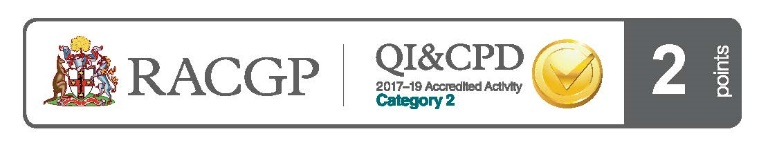 RACGP
QI&CPD
2017–19 Accredited Activity
Category 2
2
points